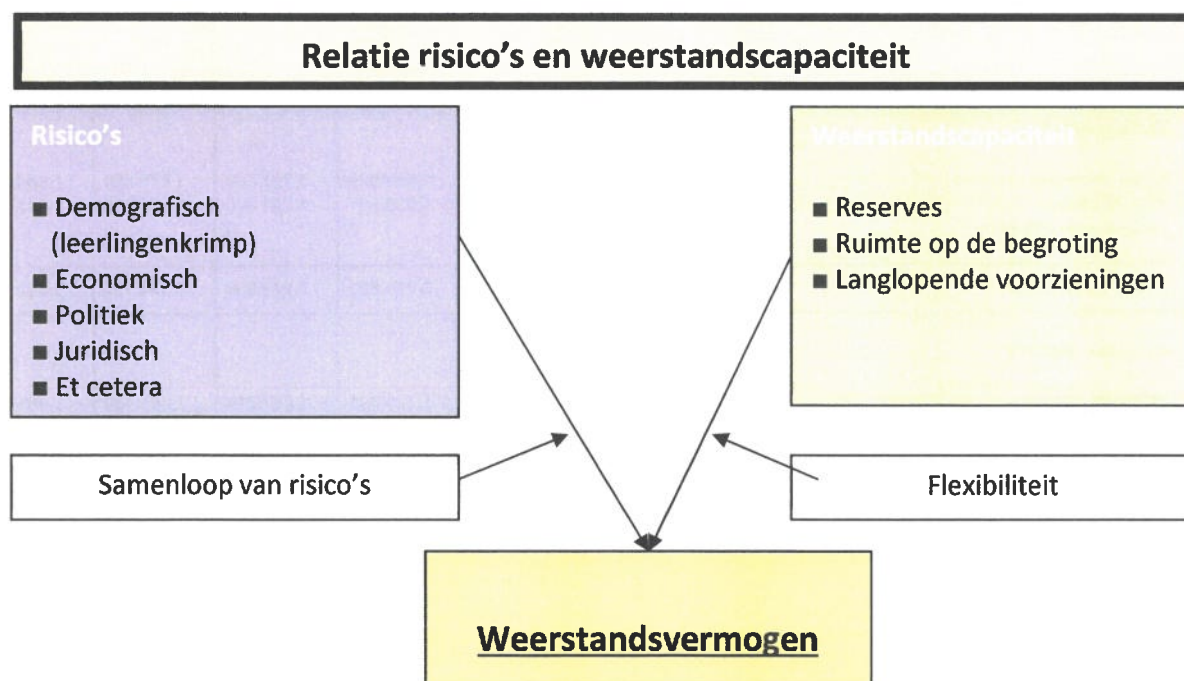 Relatie risico's en weerstandscapaciteit
Risico's
■ Demografisch
(leerlingenkrimp)
■ Economisch
■ Politiek
■ Juridisch
■ Et cetera
Weerstandscapaciteit
■ Reserves
■ Ruimte op de begroting
■ Langlopende voorzieningen
Samenloop van risico's
Flexibiliteit
Weerstandsvermogen